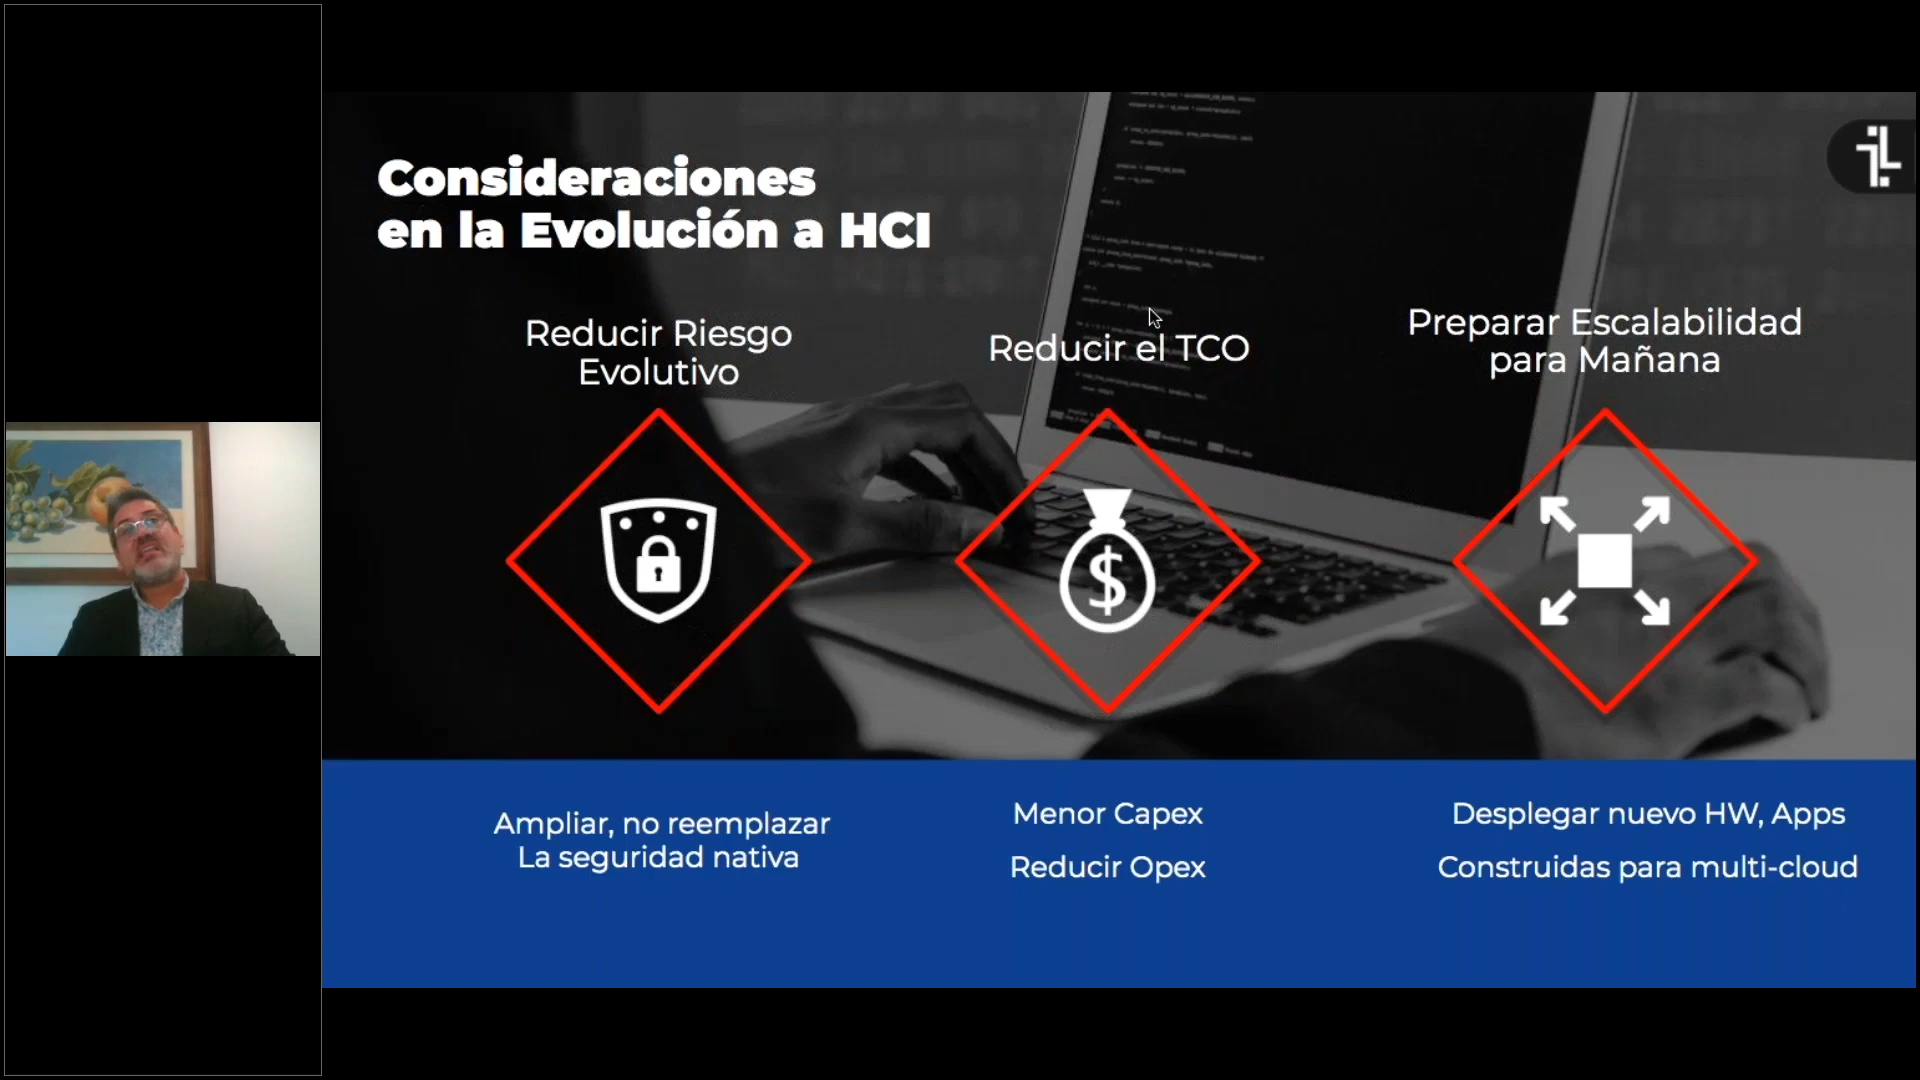 Consideraciones
en la Evolución a HCI
Reducir Riesgo
Evolutivo
Reducir el TCO
Preparar Escalabilidad
para Mañana
$
Ampliar, no reemplazar
La seguridad nativa
Menor Capex
Reducir Opex
Desplegar nuevo HW, Apps
Construidas para multi-cloud